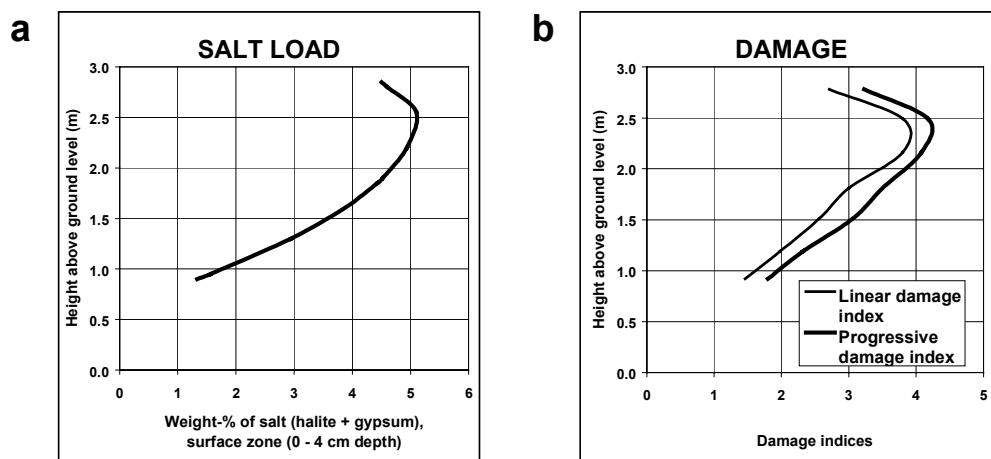 a
SALT LOAD
Height above ground level (m)
3.0
2.5
2.0
1.5
1.0
0.5
0.0
0 1 2 3 4 5 6
Weight-% of salt (halite + gypsum),
surface zone (0 - 4 cm depth)
b
DAMAGE
Height above ground level (m)
3.0
2.5
2.0
1.5
1.0
0.5
0.0
Linear damage
index
Progressive
damage index
0 1 2 3 4 5
Damage indices